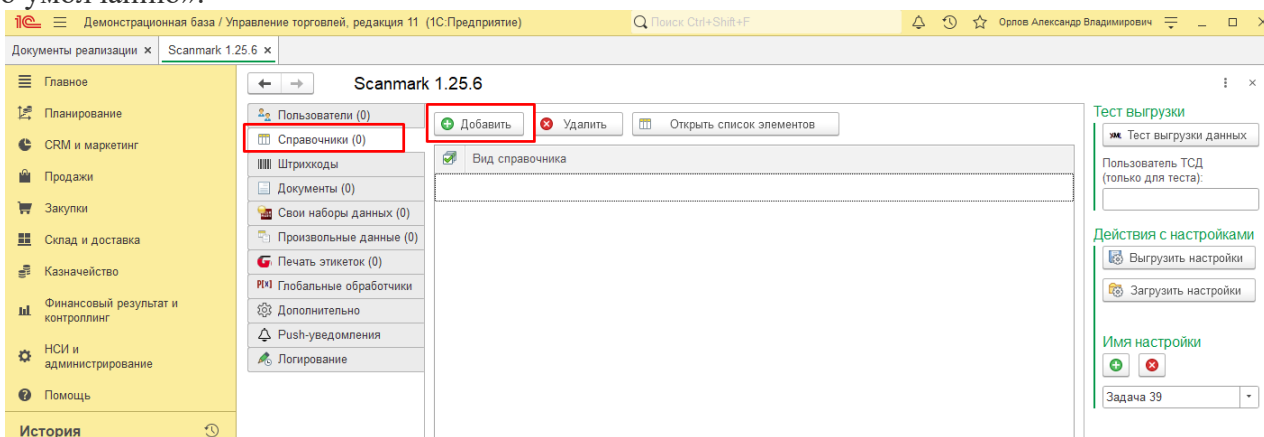 о умолчанию».
1С Демонстрационная база / Управление торговлей, редакция 11 (1С:Предприятие) Поиск Ctrl+Shift+F Орлов Александр Владимирович
Документы реализации × Scanmark 1.25.6 ×
Главное
Планирование
CRM и маркетинг
Продажи
Закупки
Склад и доставка
Казначейство
Финансовый результат и
контроллинг
НСИ и
администрирование
Помощь
История
Scanmark 1.25.6
Пользователи (0)
Справочники (0)
Штрихкоды
Документы (0)
Свои наборы данных (0)
Произвольные данные (0)
Печать этикеток (0)
Глобальные обработчики
Дополнительно
Push-уведомления
Логирование
Добавить Удалить Открыть список элементов
Вид справочника
Тест выгрузки
XML Тест выгрузки данных
Пользователь ТСД
(только для теста):
Действия с настройками
Выгрузить настройки
Загрузить настройки
Имя настройки
Задача 39